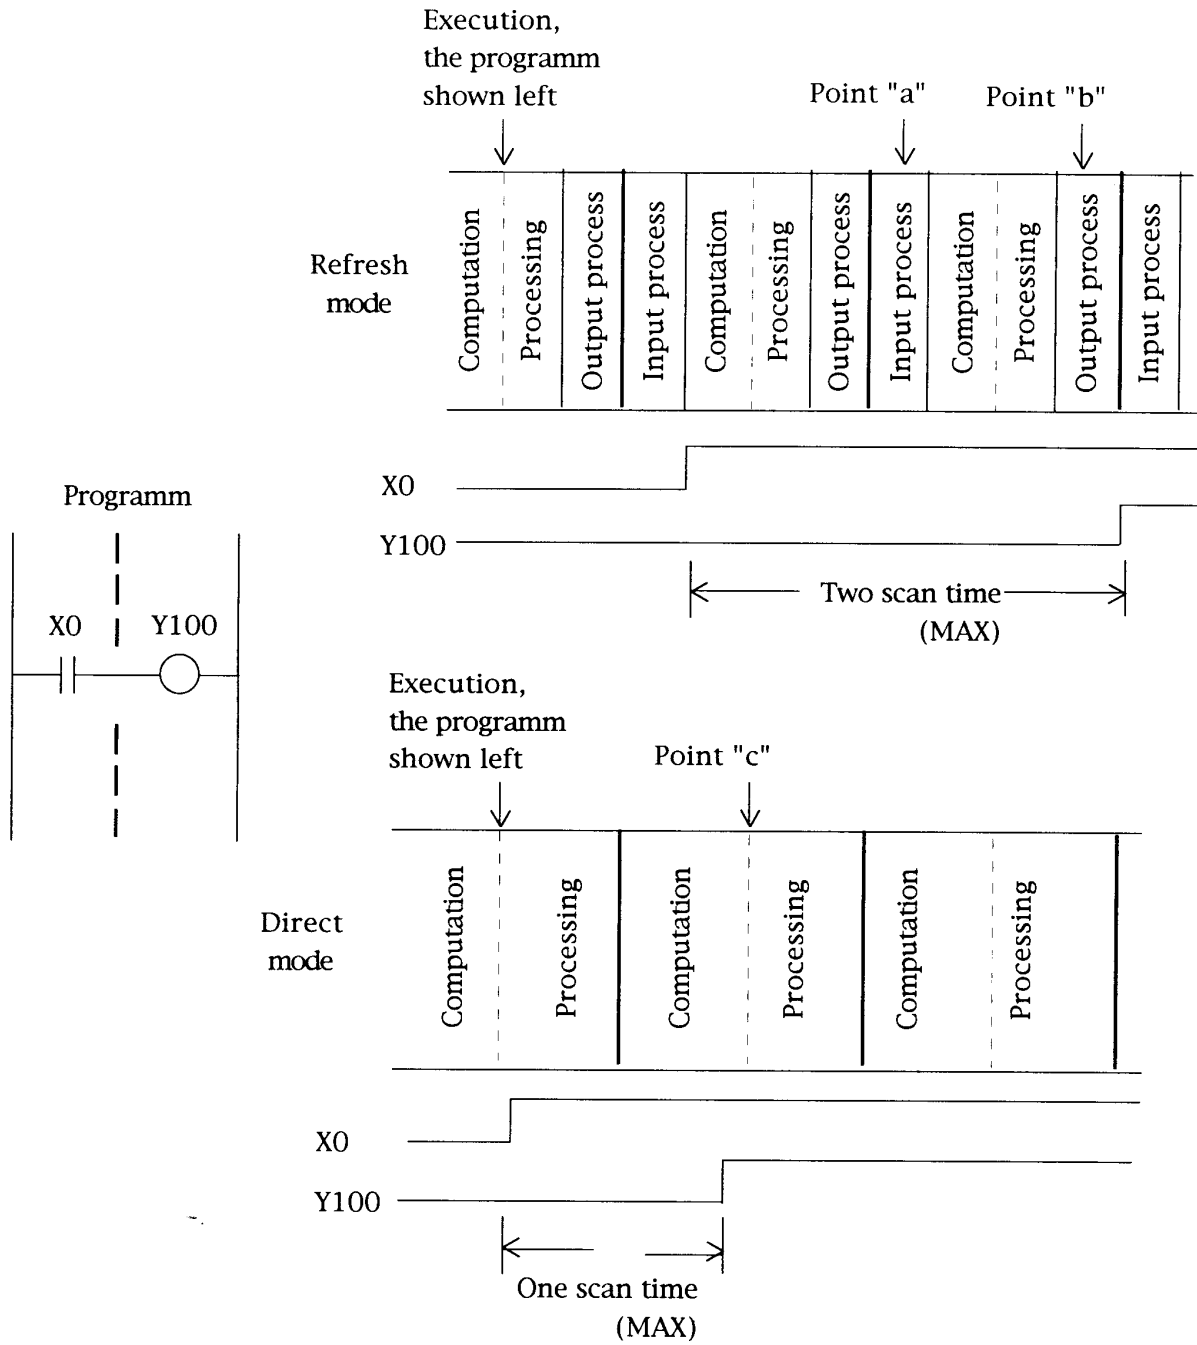 Execution,
the programm
shown left
Point "a"
Point "b"
Refresh
mode
Computation
Processing
Output process
Input process
Computation
Processing
Output process
Input process
Computation
Processing
Output process
Input process
X0
Y100
Two scan time
(MAX)
Programm
X0
Y100
Execution,
the programm
shown left
Point "c"
Direct
mode
Computation
Processing
Computation
Processing
Computation
Processing
X0
Y100
One scan time
(MAX)